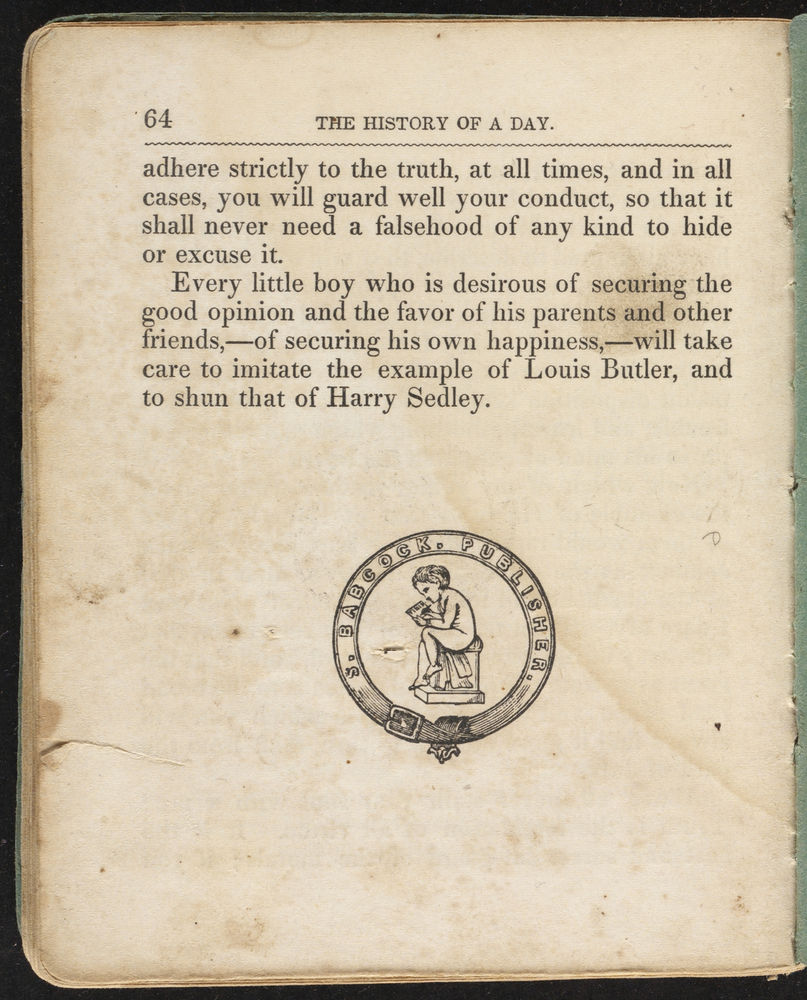 64 THE HISTORY OF A DAY.
adhere strictly to the truth, at all times, and in all
cases, you will guard well your conduct, so that it
shall never need a falsehood of any kind to hide
or excuse it.
Every little boy who is desirous of securing the
good opinion and the favor of his parents and other
friends,—of securing his own happiness,—will take
care to imitate the example of Louis Butler, and
to shun that of Harry Sedley.
S. BABCOCK. PUBLISHER.